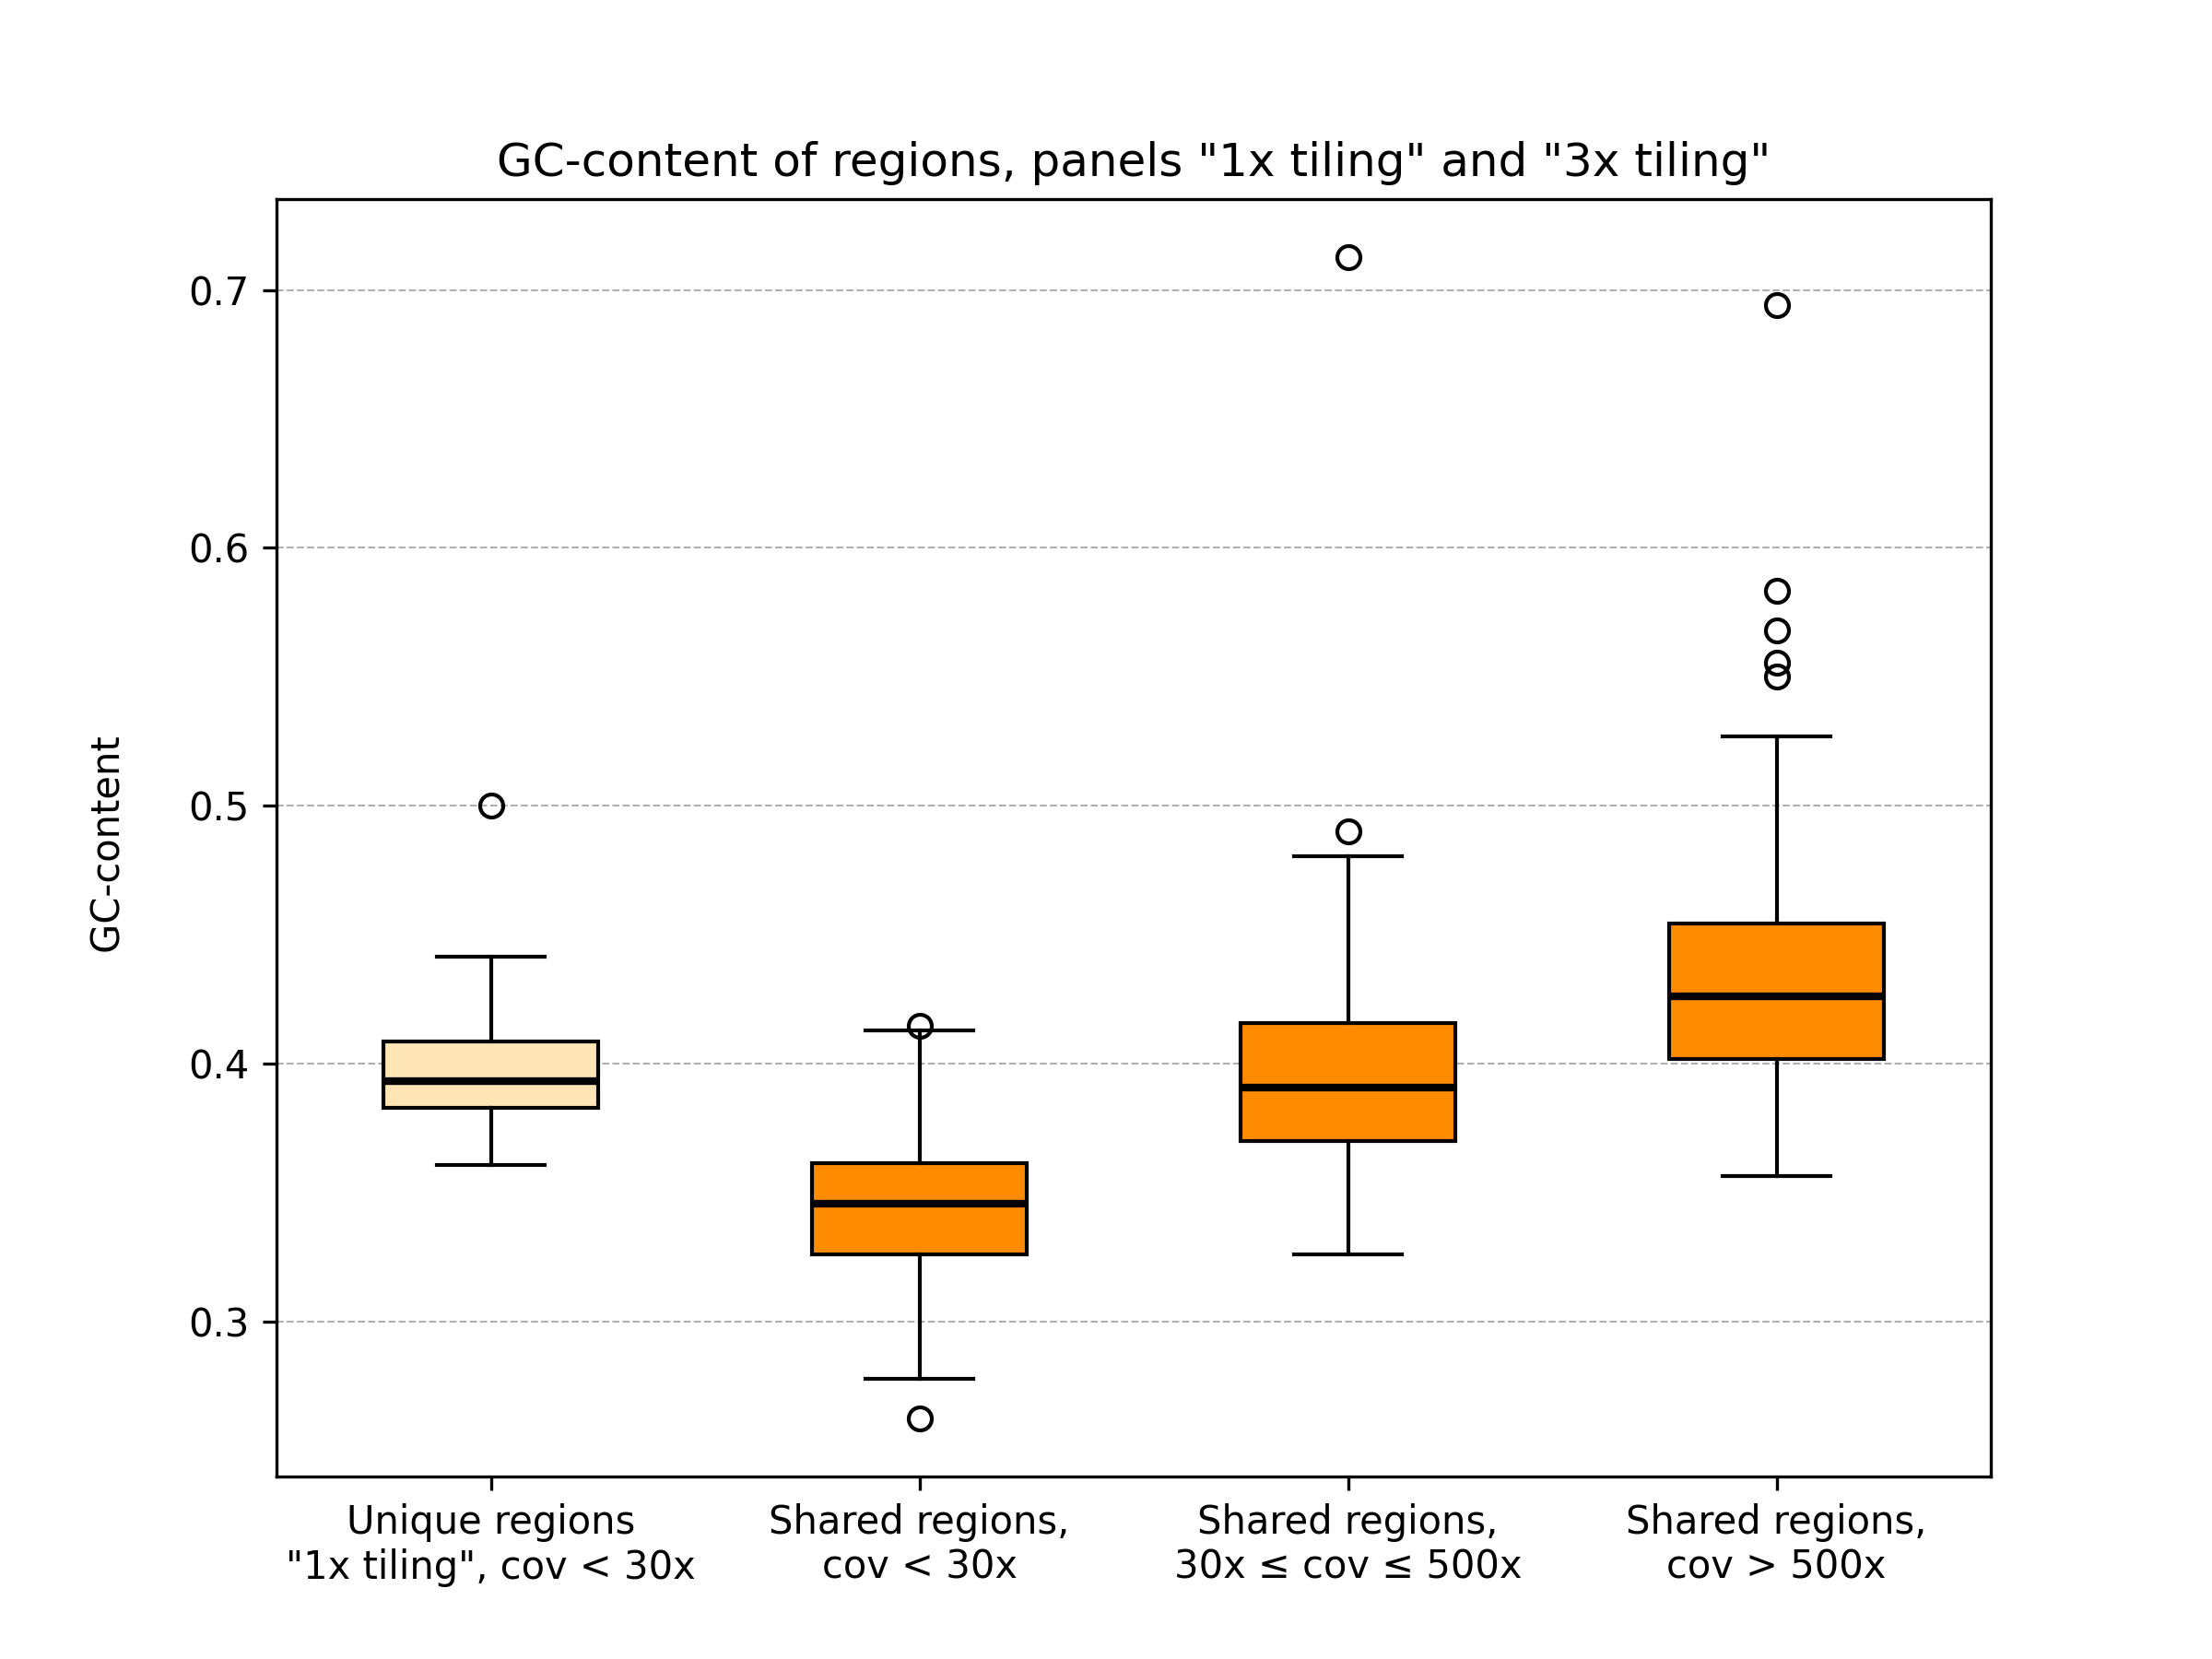 GC-content of regions, panels "1x tiling" and "3x tiling"
GC-content
0.7
0.6
0.5
0.4
0.3
Unique regions
"1x tiling", cov < 30x
Shared regions,
cov < 30x
Shared regions,
30x ≤ cov ≤ 500x
Shared regions,
cov > 500x